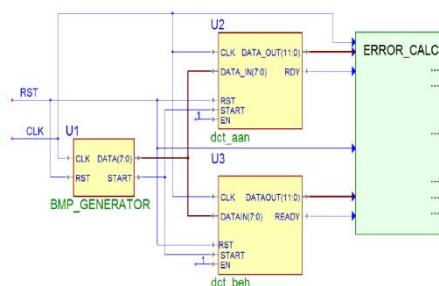 U2
CLK DATA_OUT(11:0)
DATA_IN(7:0)
RDY
RST
START
1
EN
dct_aan
ERROR_CALC
...
...
...
...
...
...
RST
CLK
U1
CLK DATA(7:0)
RST START
BMP_GENERATOR
U3
CLK DATAOUT(11:0)
DATAIN(7:0) READY
RST
START
1
EN
dct_beh